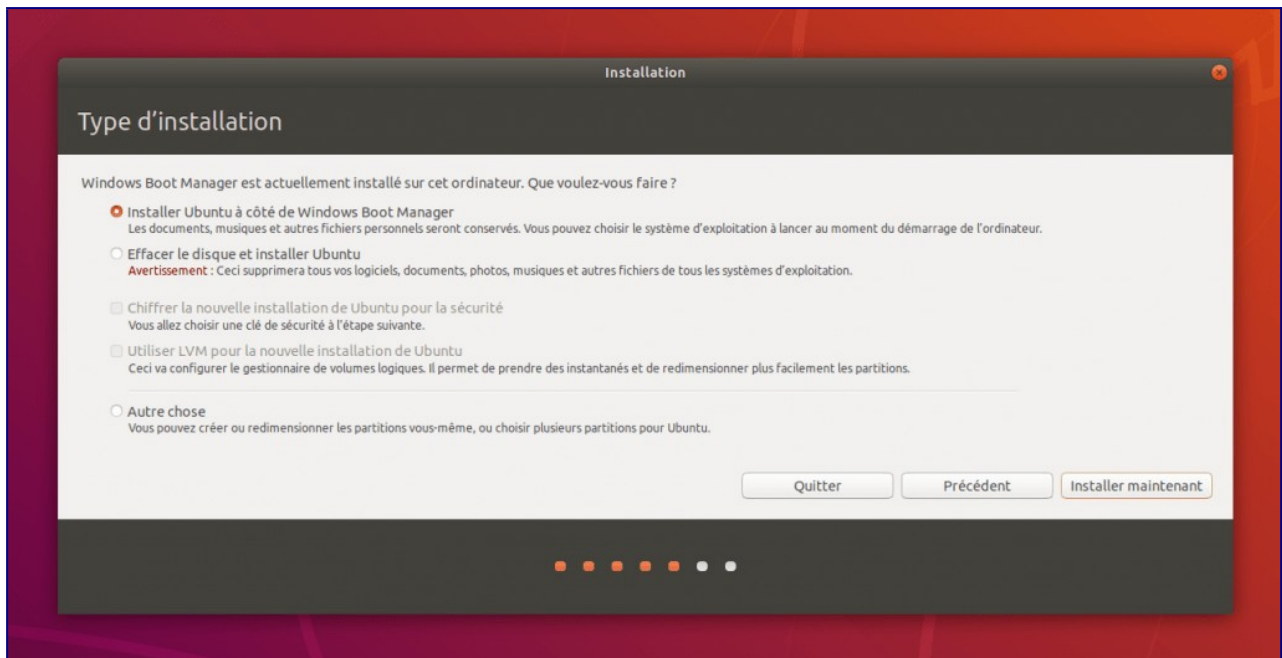 Installation
Type d'installation
Windows Boot Manager est actuellement installé sur cet ordinateur. Que voulez-vous faire ?
Installer Ubuntu à côté de Windows Boot Manager
Les documents, musiques et autres fichiers personnels seront conservés. Vous pouvez choisir le système d'exploitation à lancer au moment du démarrage de l'ordinateur.
Effacer le disque et installer Ubuntu
Avertissement : Ceci supprimera tous vos logiciels, documents, photos, musiques et autres fichiers de tous les systèmes d'exploitation.
Chiffrer la nouvelle installation de Ubuntu pour la sécurité
Vous allez choisir une clé de sécurité à l'étape suivante.
Utiliser LVM pour la nouvelle installation de Ubuntu
Ceci va configurer le gestionnaire de volumes logiques. Il permet de prendre des instantanés et de redimensionner plus facilement les partitions.
Autre chose
Vous pouvez créer ou redimensionner les partitions vous-même, ou choisir plusieurs partitions pour Ubuntu.
Quitter
Précédent
Installer maintenant